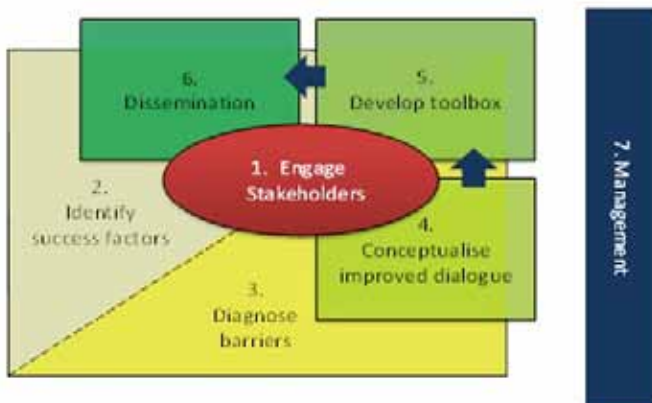 1. Engage
Stakeholders
2.
Identify
success factors
3.
Diagnose
barriers
4.
Conceptualise
improved dialogue
5.
Develop toolbox
6.
Dissemination
7. Management